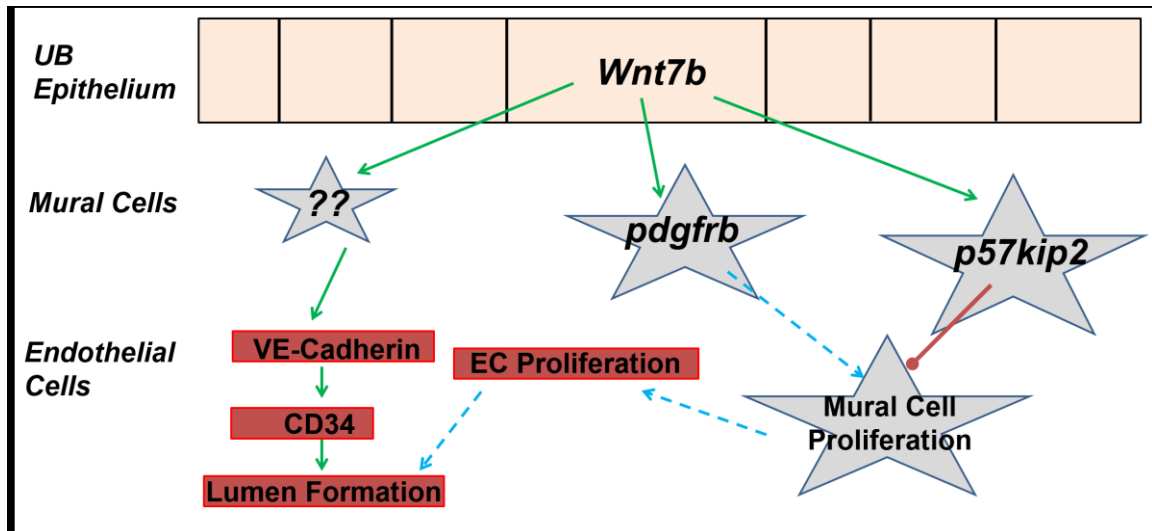 UB
Epithelium
Wnt7b
Mural Cells
??
pdgfrb
p57kip2
Endothelial
Cells
VE-Cadherin
EC Proliferation
CD34
Mural Cell
Proliferation
Lumen Formation